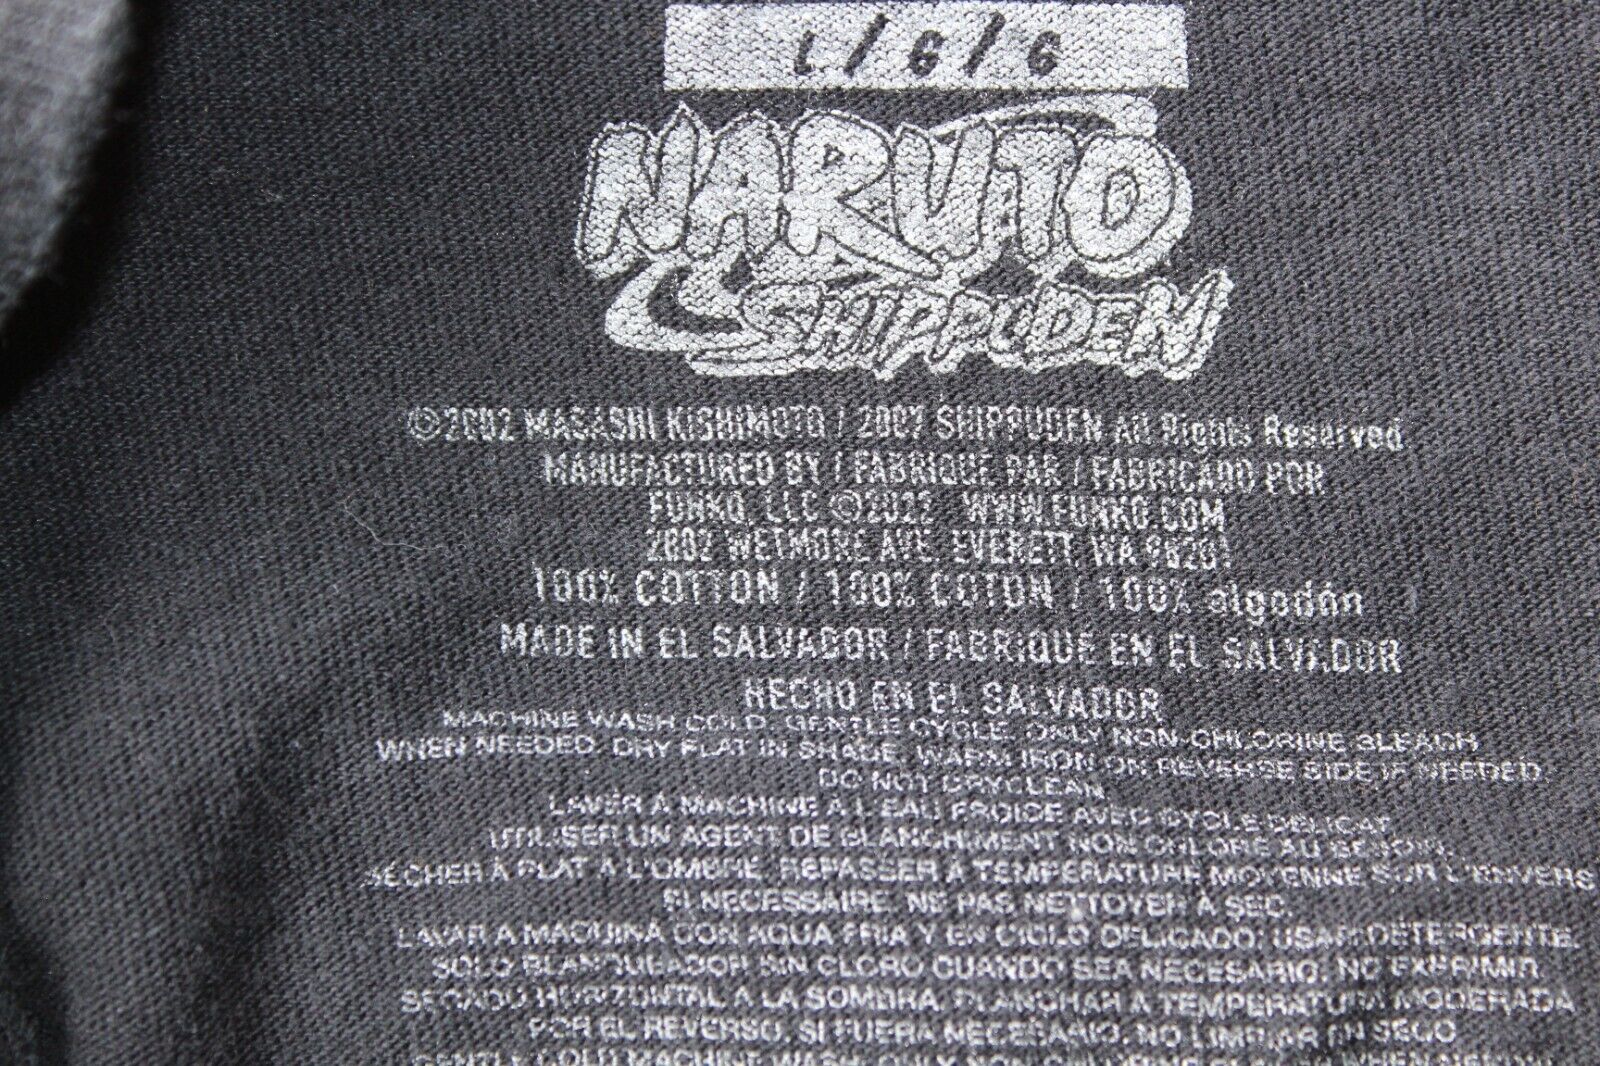 L/G/G
NARUTO
SHIPPUDEN
©2002 MASASHI KISHIMOTO / 2007 SHIPPUDEN All Rights Reserved
MANUFACTURED BY / FABRIQUE PAR / FABRICADO POR
FUNKO, LLC ©2022 WWW.FUNKO.COM
2802 WETMORE AVE, EVERETT, WA 98201
100% COTTON / 100% COTON / 100% algodón
MADE IN EL SALVADOR / FABRIQUE EN EL SALVADOR
HECHO EN EL SALVADOR
MACHINE WASH COLD, GENTLE CYCLE. ONLY NON-CHLORINE BLEACH
WHEN NEEDED. DRY FLAT IN SHADE. WARM IRON ON REVERSE SIDE IF NEEDED.
DO NOT DRYCLEAN
LAVER À MACHINE À L'EAU FROIDE AVEC CYCLE DELICAT
UTILISER UN AGENT DE BLANCHIMENT NON CHLORE AU BESOIN.
SÉCHER À PLAT À L'OMBRE. REPASSER À TEMPERATURE MOYENNE SUR L'ENVERS
SI NECESSAIRE. NE PAS NETTOYER À SEC.
LAVAR A MAQUINA CON AGUA FRIA Y EN CICLO DELICADO. USAR DETERGENTE.
SOLO BLANQUEADOR SIN CLORO CUANDO SEA NECESARIO. NO EXPRIMIR.
SECADO HORIZONTAL A LA SOMBRA. PLANCHAR A TEMPERATURA MODERADA
POR EL REVERSO, SI FUERA NECESARIO. NO LIMPIAR EN SECO